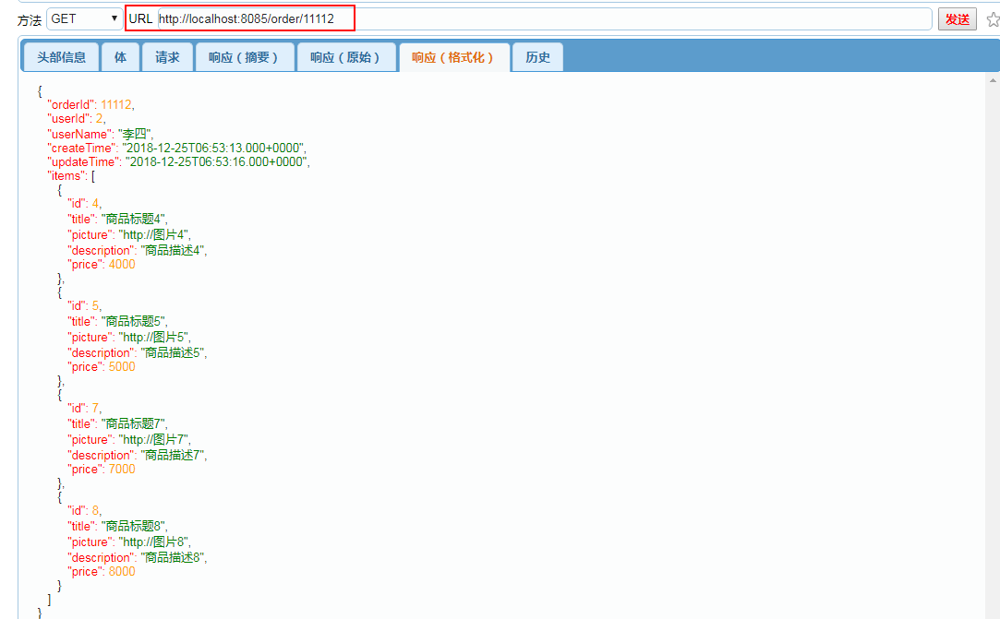 方法 GET ▼ URL http://localhost:8085/order/11112 发送
头部信息 体 请求 响应（摘要） 响应（原始） 响应（格式化） 历史
{
"orderId": 11112,
"userId": 2,
"userName": "李四",
"createTime": "2018-12-25T06:53:13.000+0000",
"updateTime": "2018-12-25T06:53:16.000+0000",
"items": [
{
"id": 4,
"title": "商品标题4",
"picture": "http://图片4",
"description": "商品描述4",
"price": 4000
},
{
"id": 5,
"title": "商品标题5",
"picture": "http://图片5",
"description": "商品描述5",
"price": 5000
},
{
"id": 7,
"title": "商品标题7",
"picture": "http://图片7",
"description": "商品描述7",
"price": 7000
},
{
"id": 8,
"title": "商品标题8",
"picture": "http://图片8",
"description": "商品描述8",
"price": 8000
}
]
}